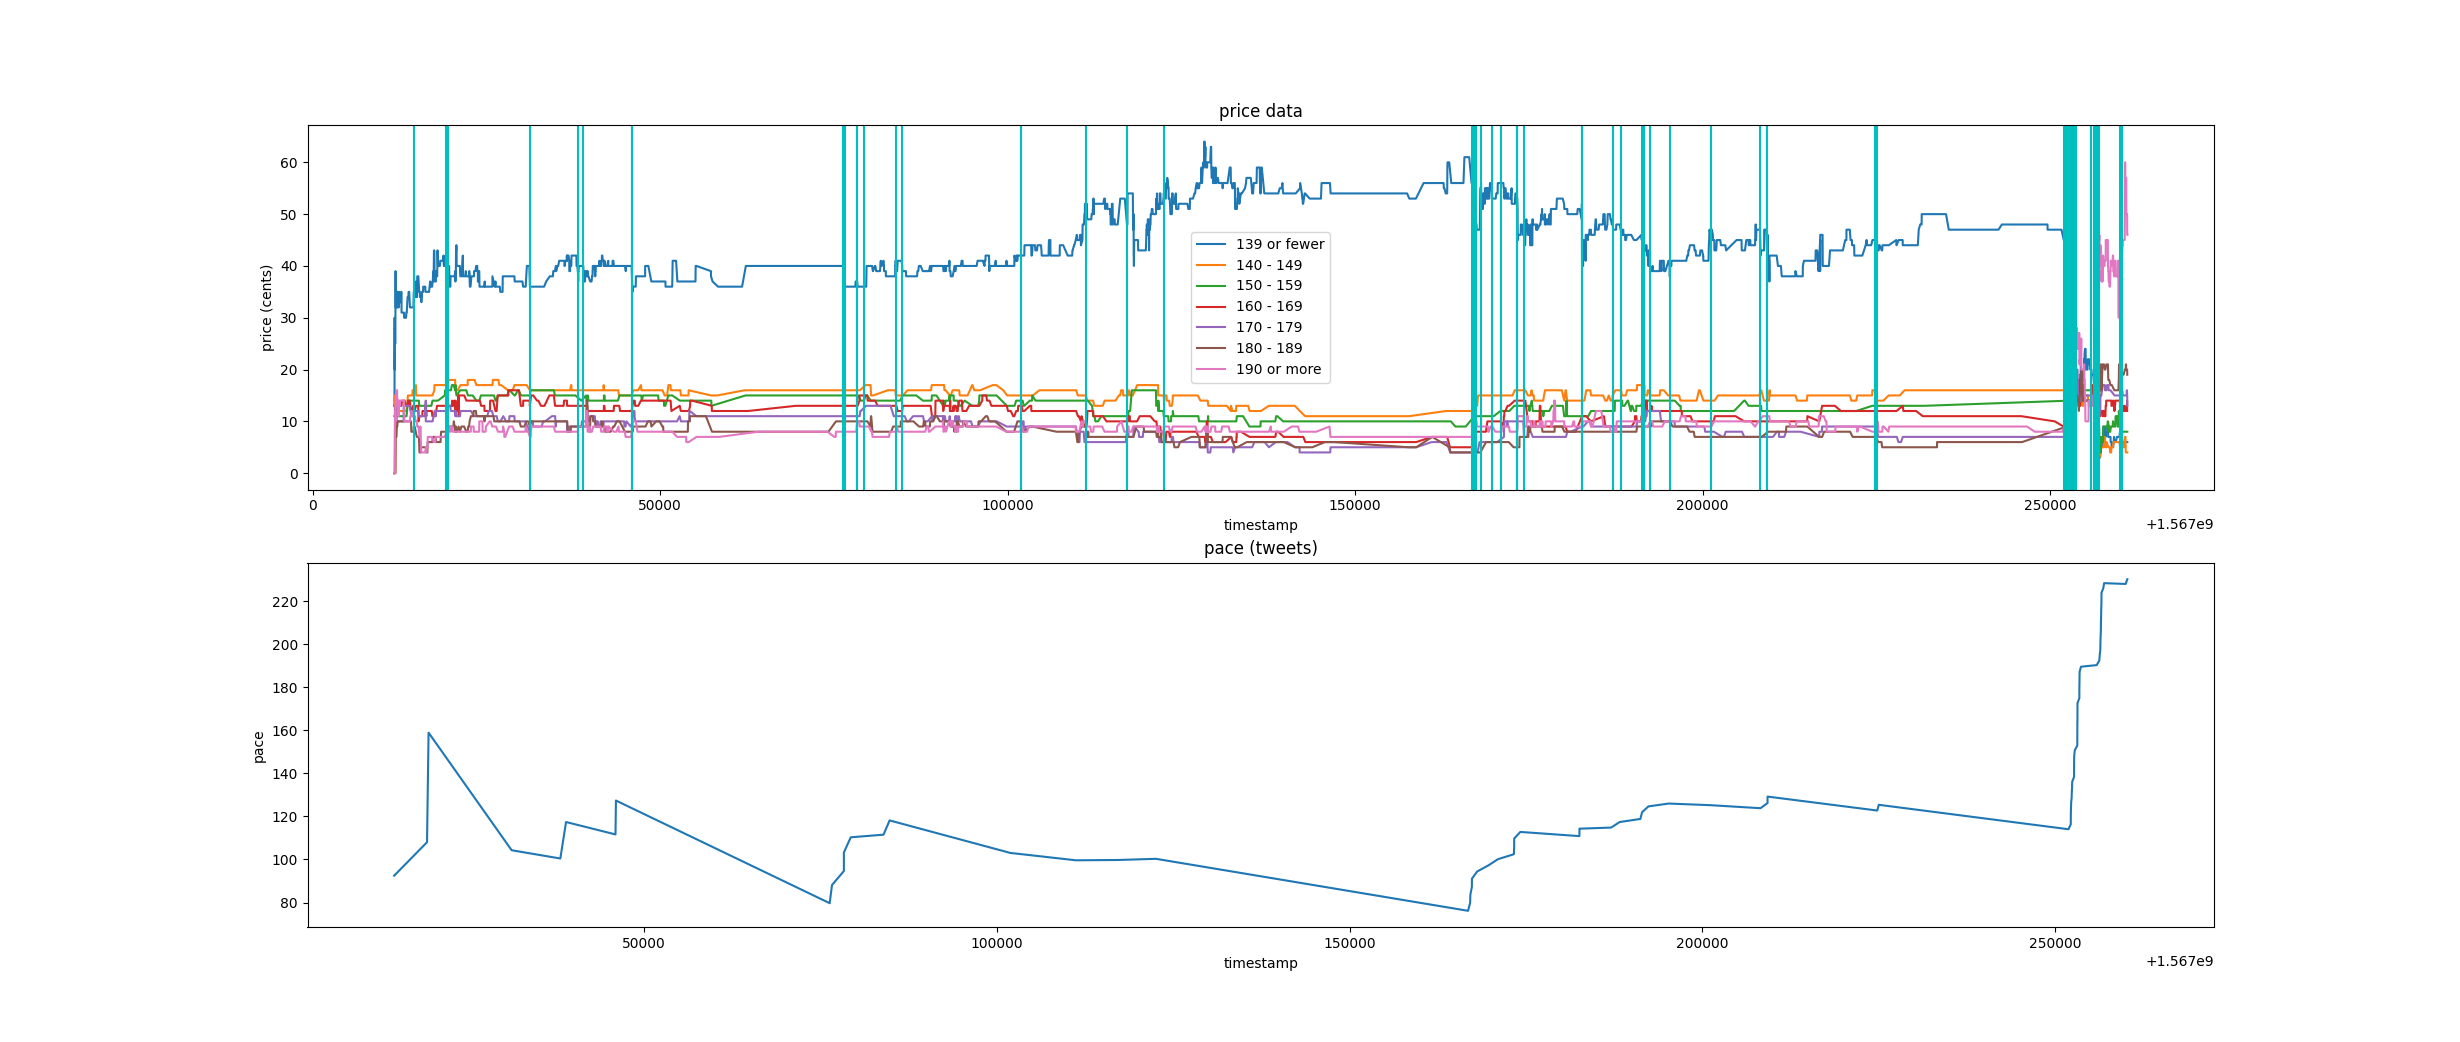 price data
60
50
40
30
20
10
0
price (cents)
139 or fewer
140 - 149
150 - 159
160 - 169
170 - 179
180 - 189
190 or more
0 50000 100000 150000 200000 250000
timestamp
+1.567e9
pace (tweets)
220
200
180
160
140
120
100
80
pace
50000 100000 150000 200000 250000
timestamp
+1.567e9